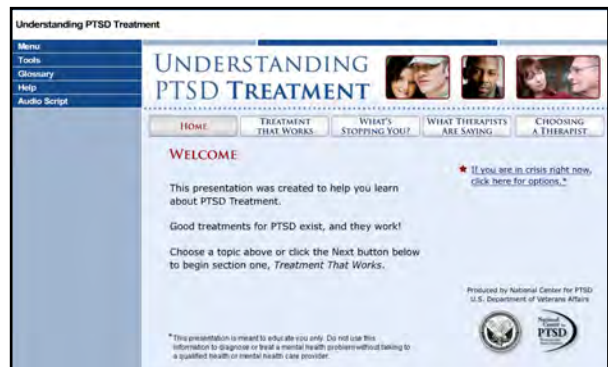 Understanding PTSD Treatment
Menu
Tools
Glossary
Help
Audio Script
UNDERSTANDING
PTSD TREATMENT
HOME
TREATMENT
THAT WORKS
WHAT'S
STOPPING YOU?
WHAT THERAPISTS
ARE SAYING
CHOOSING
A THERAPIST
WELCOME
This presentation was created to help you learn
about PTSD Treatment.
Good treatments for PTSD exist, and they work!
Choose a topic above or click the Next button below
to begin section one, Treatment That Works.
If you are in crisis right now,
click here for options.*
Produced by National Center for PTSD
U.S. Department of Veterans Affairs
National
Center for
PTSD
*This presentation is meant to educate you only. Do not use this
information to diagnose or treat a mental health problem without talking to
a qualified health or mental health care provider.